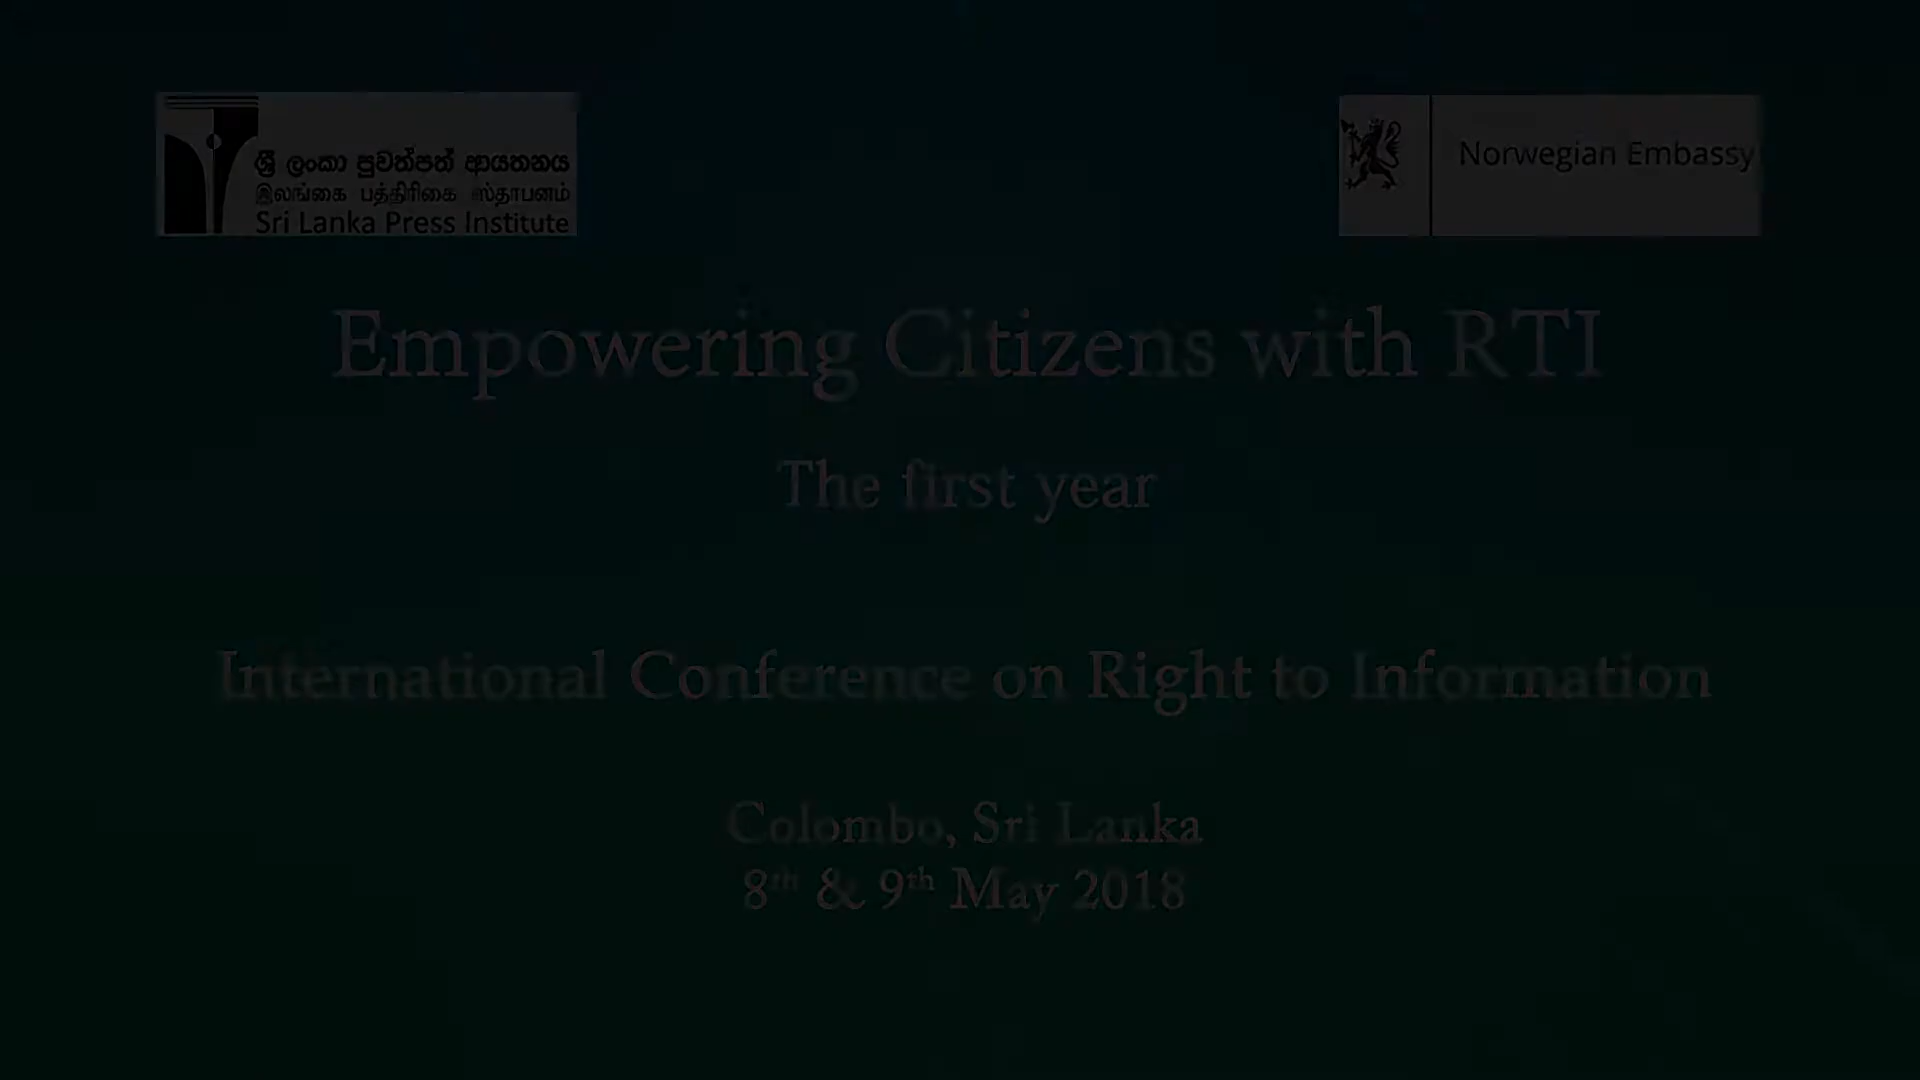 ශ්‍රී ලංකා පුවත්පත් ආයතනය
இலங்கை பத்திரிகை ஸ்தாபனம்
Sri Lanka Press Institute
Norwegian Embassy
Empowering Citizens with RTI
The first year
International Conference on Right to Information
Colombo, Sri Lanka
8th & 9th May 2018